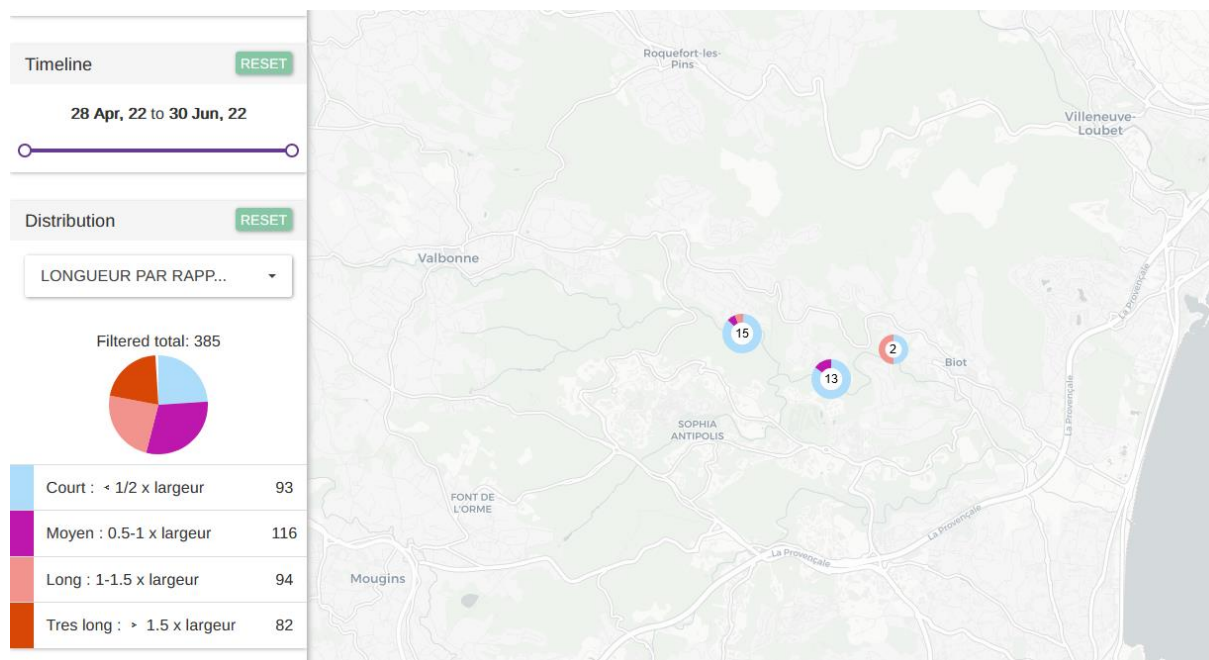 Timeline
RESET
28 Apr, 22 to 30 Jun, 22
Distribution
RESET
LONGUEUR PAR RAPP...
Filtered total: 385
Court : < 1/2 x largeur 93
Moyen : 0.5-1 x largeur 116
Long : 1-1.5 x largeur 94
Tres long : > 1.5 x largeur 82
Roquefort-les-
Pins
Villeneuve-
Loubet
Valbonne
La Provençale
15
2
13
Biot
La Provençale
SOPHIA
ANTIPOLIS
FONT DE
L'ORME
La Provençale
La Provençale
Mougins